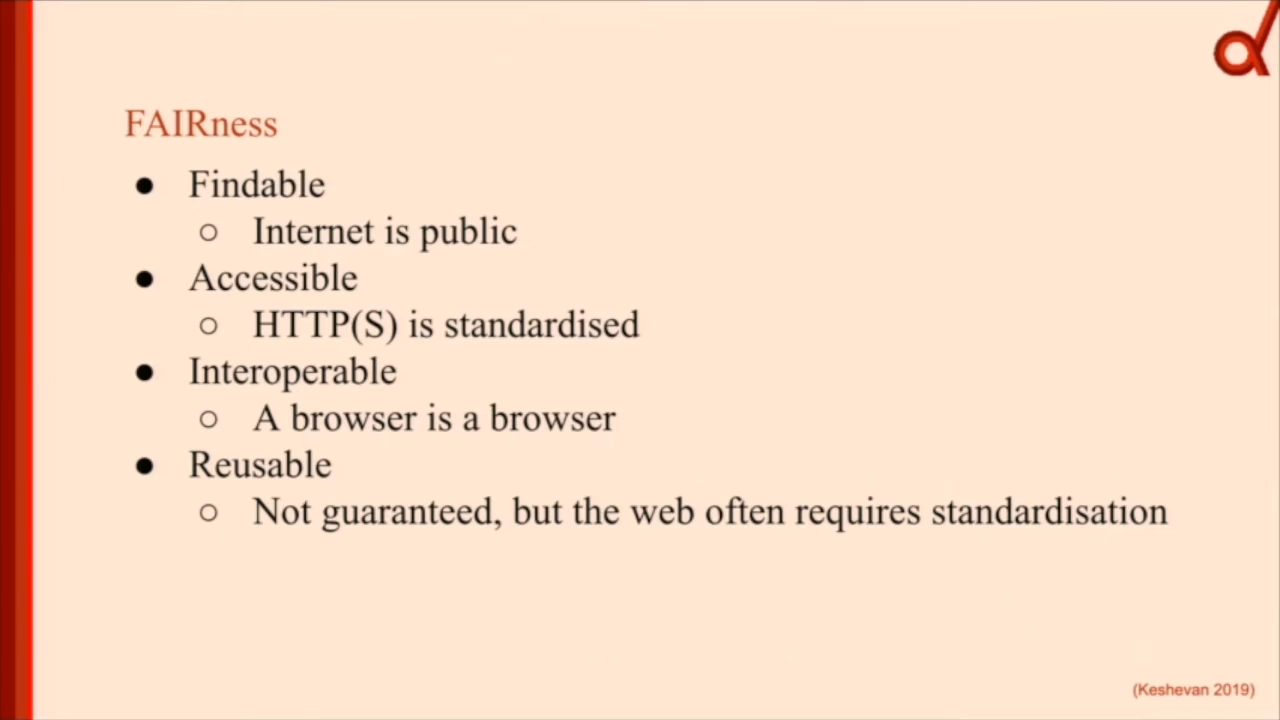 FAIRness
● Findable
○ Internet is public
● Accessible
○ HTTP(S) is standardised
● Interoperable
○ A browser is a browser
● Reusable
○ Not guaranteed, but the web often requires standardisation
(Keshevan 2019)